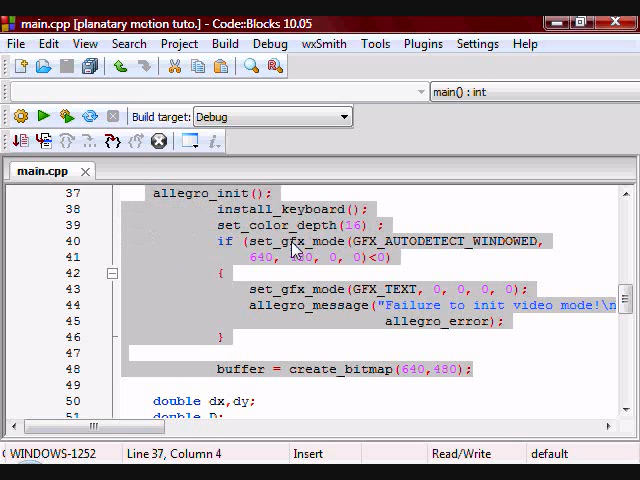 main.cpp [planatary motion tuto.] - Code::Blocks 10.05
File Edit View Search Project Build Debug wxSmith Tools Plugins Settings Help
main() : int
Build target: Debug
main.cpp
37 allegro_init();
38 install_keyboard();
39 set_color_depth(16) ;
40 if (set_gfx_mode(GFX_AUTODETECT_WINDOWED,
41 640, 480, 0, 0)<0)
42 {
43 set_gfx_mode(GFX_TEXT, 0, 0, 0, 0);
44 allegro_message("Failure to init video mode!\n
45 allegro_error);
46 }
47
48 buffer = create_bitmap(640,480);
49
50 double dx,dy;
51 double D;
WINDOWS-1252 Line 37, Column 4 Insert Read/Write default